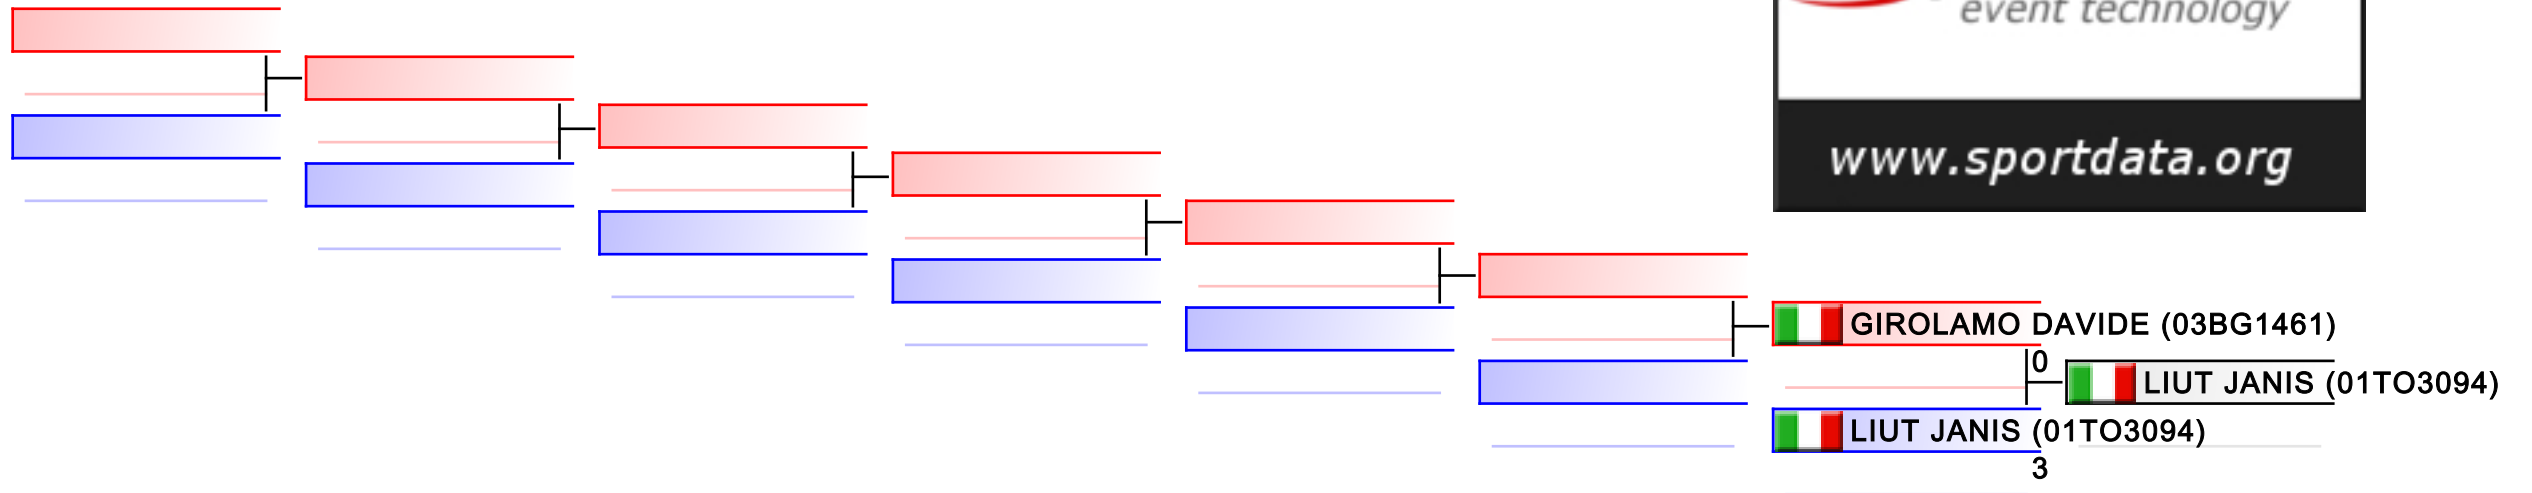 event technology
www.sportdata.org
GIROLAMO DAVIDE (03BG1461)
0
LIUT JANIS (01TO3094)
LIUT JANIS (01TO3094)
3